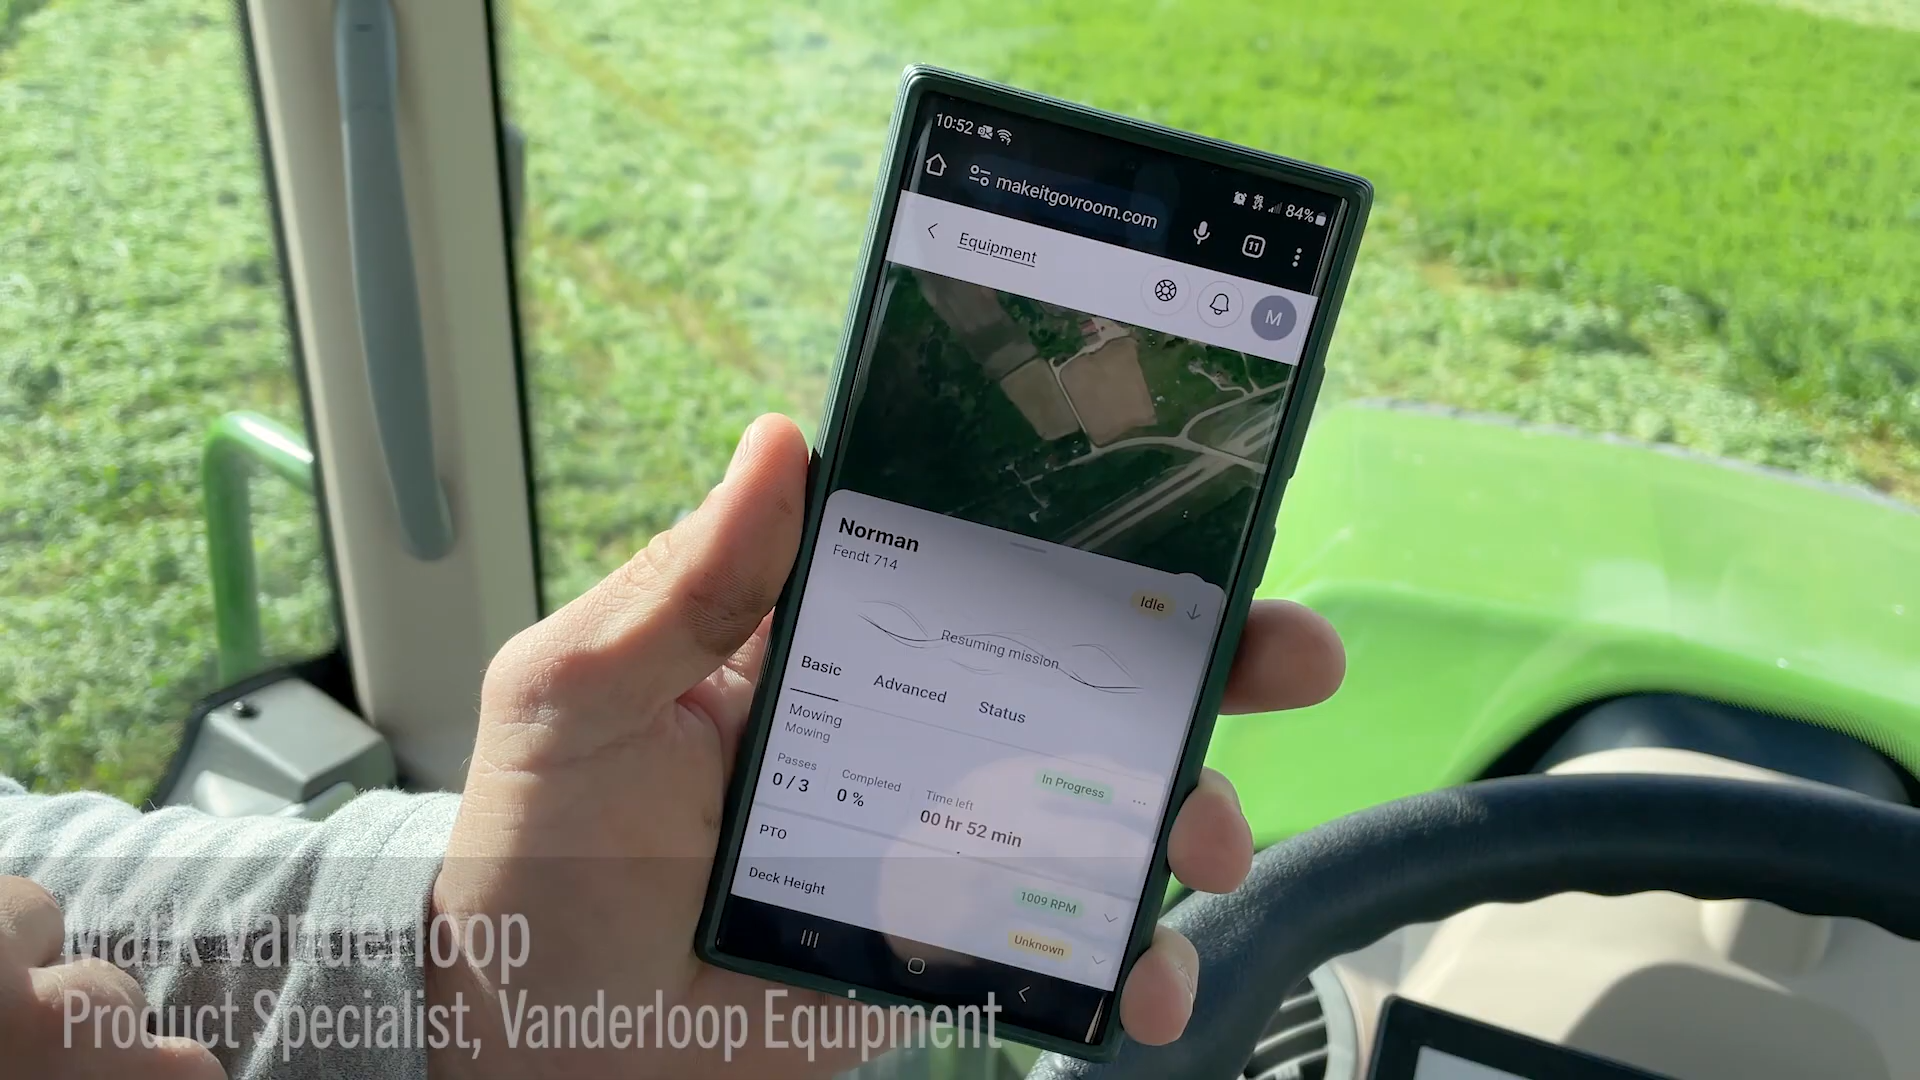 10:52
84%
makeitgovroom.com
11
Equipment
M
Norman
Fendt 714
Idle
Resuming mission
Basic
Advanced
Status
Mowing
Mowing
In Progress
Passes
0 / 3
Completed
0 %
Time left
00 hr 52 min
PTO
1009 RPM
Deck Height
Unknown
Mark Vanderloop
Product Specialist, Vanderloop Equipment